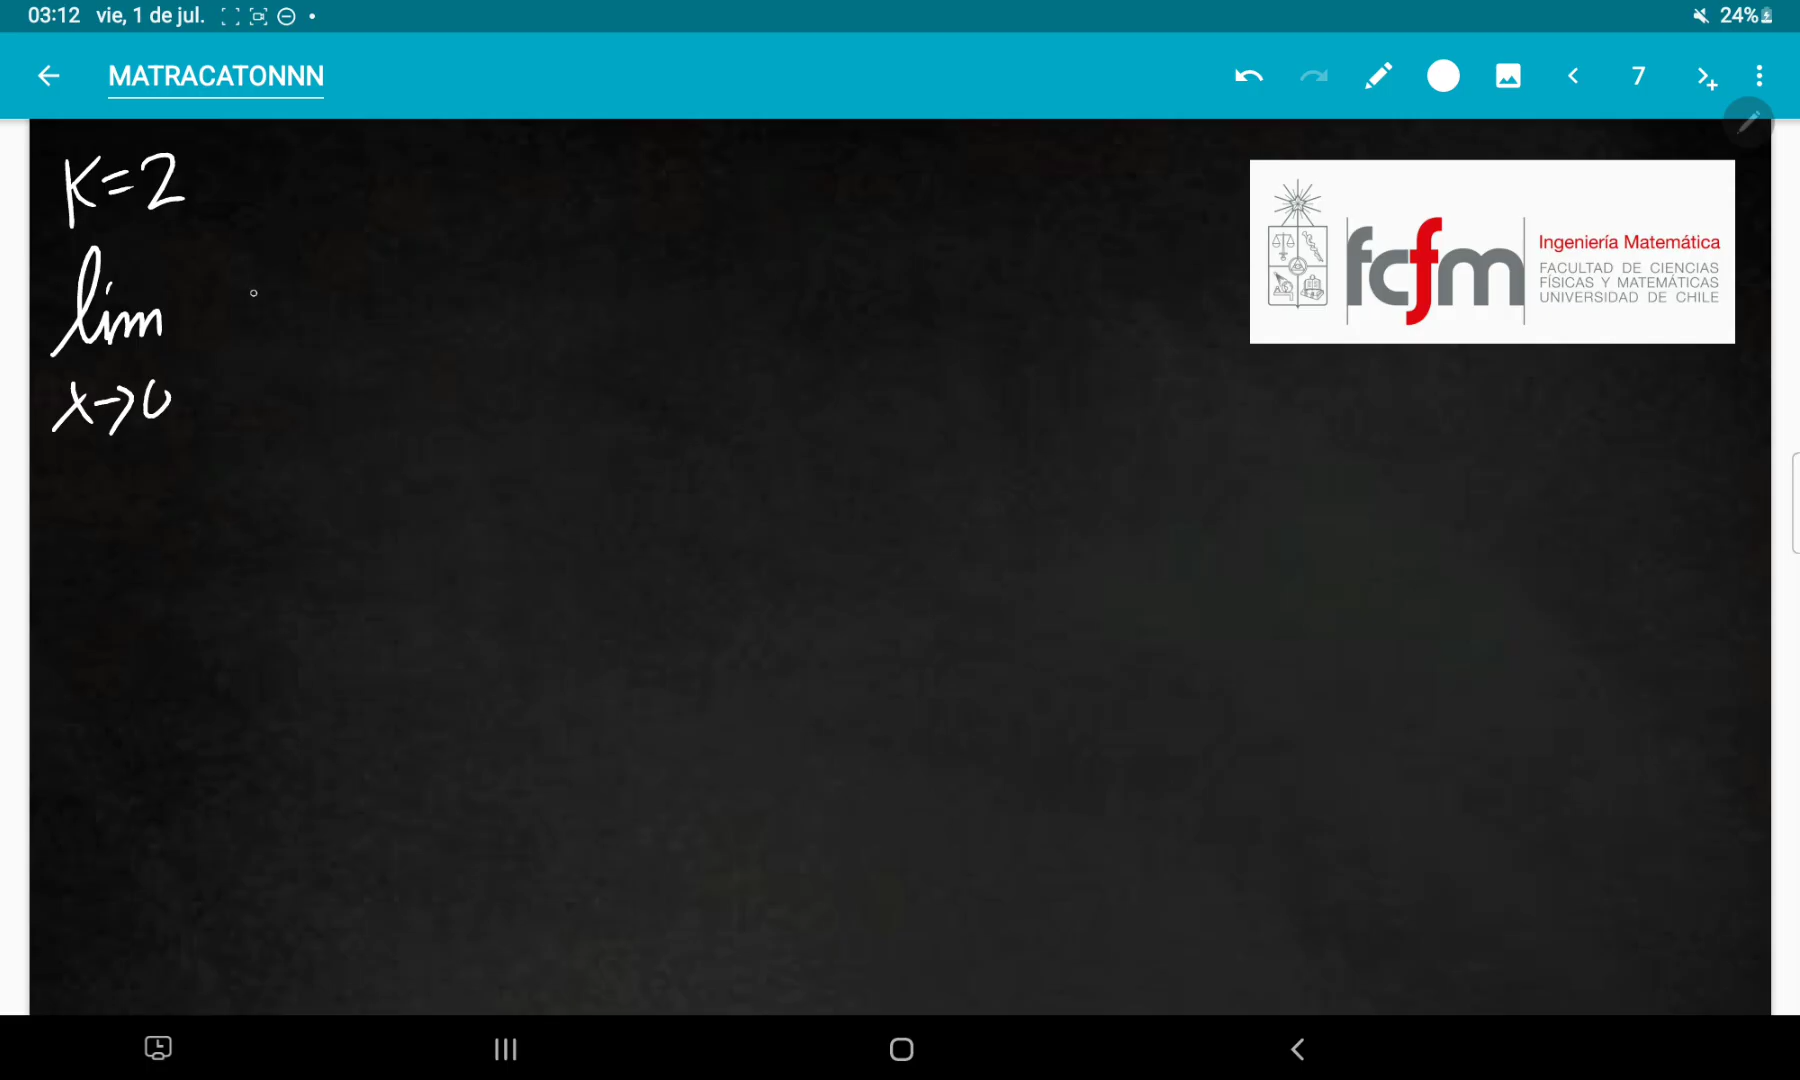 03:12 vie, 1 de jul. 24%
MATRACATONNN 7
K=2
lim
x→0
fcfm
Ingeniería Matemática
FACULTAD DE CIENCIAS
FÍSICAS Y MATEMÁTICAS
UNIVERSIDAD DE CHILE